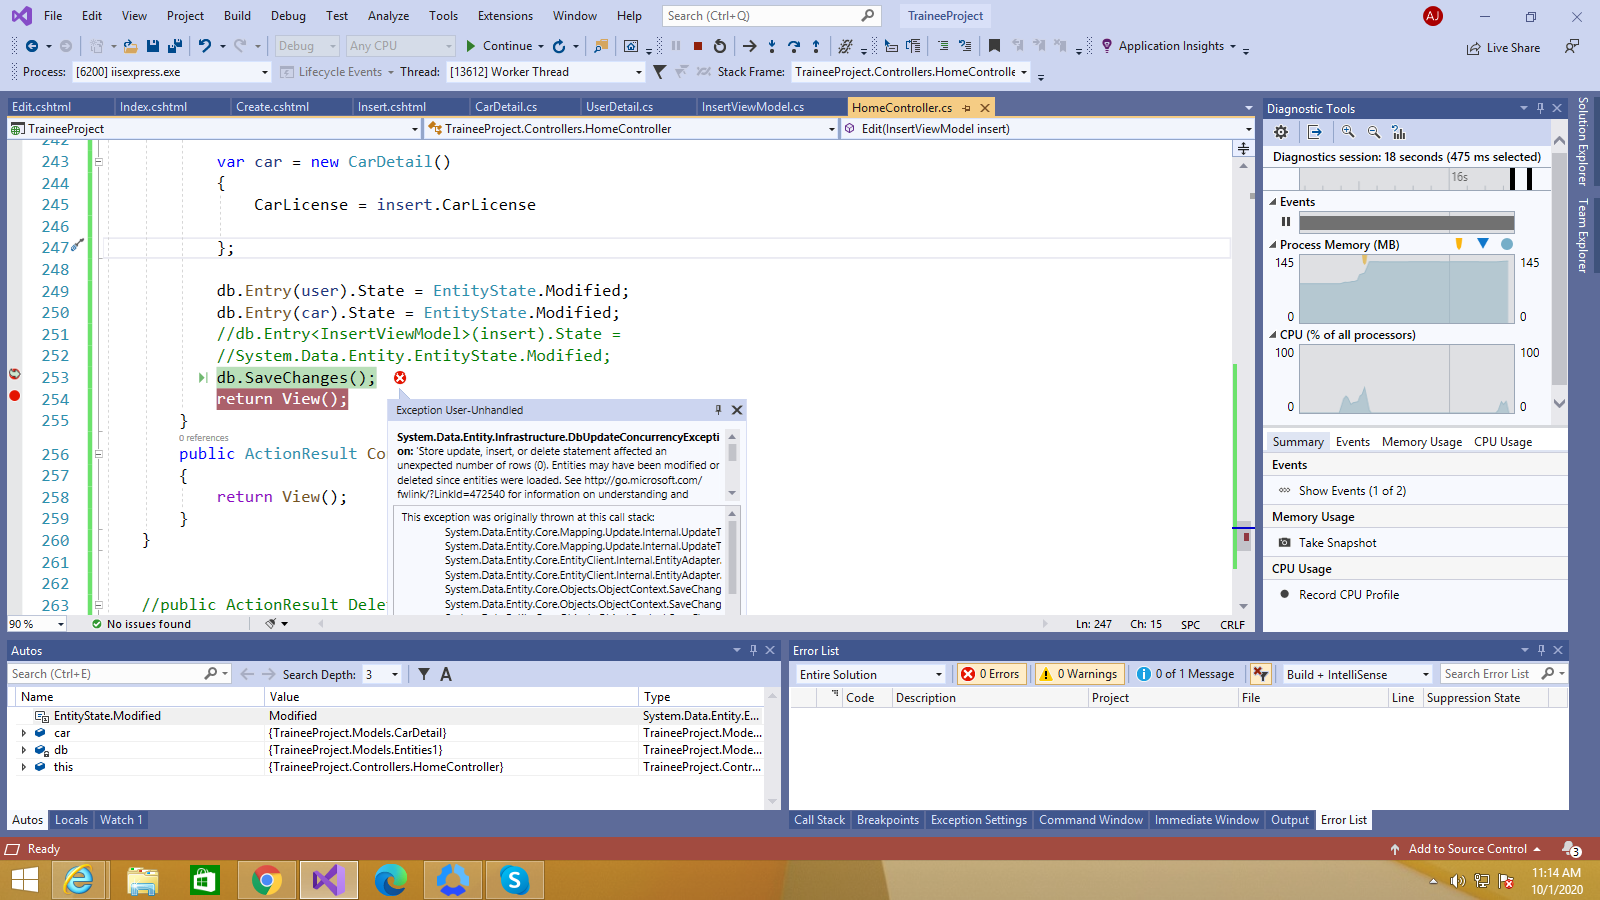 File Edit View Project Build Debug Test Analyze Tools Extensions Window Help Search (Ctrl+Q) TraineeProject AJ
Debug Any CPU Continue Application Insights Live Share
Process: [6200] iisexpress.exe Lifecycle Events Thread: [13612] Worker Thread Stack Frame: TraineeProject.Controllers.HomeControlle
Edit.cshtml Index.cshtml Create.cshtml Insert.cshtml CarDetail.cs UserDetail.cs InsertViewModel.cs HomeController.cs
TraineeProject TraineeProject.Controllers.HomeController Edit(InsertViewModel insert)
242
243 var car = new CarDetail()
244 {
245 CarLicense = insert.CarLicense
246
247 };
248
249 db.Entry(user).State = EntityState.Modified;
250 db.Entry(car).State = EntityState.Modified;
251 //db.Entry<InsertViewModel>(insert).State =
252 //System.Data.Entity.EntityState.Modified;
253 db.SaveChanges();
254 return View();
255 }
0 references
256 public ActionResult Co
257 {
258 return View();
259 }
260 }
261
262
263 //public ActionResult Dele
Exception User-Unhandled
System.Data.Entity.Infrastructure.DbUpdateConcurrencyExcepti
on: 'Store update, insert, or delete statement affected an
unexpected number of rows (0). Entities may have been modified or
deleted since entities were loaded. See http://go.microsoft.com/
fwlink/?LinkId=472540 for information on understanding and
This exception was originally thrown at this call stack:
System.Data.Entity.Core.Mapping.Update.Internal.UpdateT
System.Data.Entity.Core.Mapping.Update.Internal.UpdateT
System.Data.Entity.Core.EntityClient.Internal.EntityAdapter.
System.Data.Entity.Core.EntityClient.Internal.EntityAdapter.
System.Data.Entity.Core.Objects.ObjectContext.SaveChang
System.Data.Entity.Core.Objects.ObjectContext.SaveChang
90 % No issues found Ln: 247 Ch: 15 SPC CRLF
Diagnostic Tools
Diagnostics session: 18 seconds (475 ms selected)
16s
Events
Process Memory (MB)
145 145
0 0
CPU (% of all processors)
100 100
0 0
Summary Events Memory Usage CPU Usage
Events
Show Events (1 of 2)
Memory Usage
Take Snapshot
CPU Usage
Record CPU Profile
Solution Explorer
Team Explorer
Autos
Search (Ctrl+E) Search Depth: 3 A
Name Value Type
EntityState.Modified Modified System.Data.Entity.E...
car {TraineeProject.Models.CarDetail} TraineeProject.Mode...
db {TraineeProject.Models.Entities1} TraineeProject.Mode...
this {TraineeProject.Controllers.HomeController} TraineeProject.Contr...
Autos Locals Watch 1
Error List
Entire Solution 0 Errors 0 Warnings 0 of 1 Message Build + IntelliSense Search Error List
Code Description Project File Line Suppression State
Call Stack Breakpoints Exception Settings Command Window Immediate Window Output Error List
Ready Add to Source Control 3
11:14 AM
10/1/2020